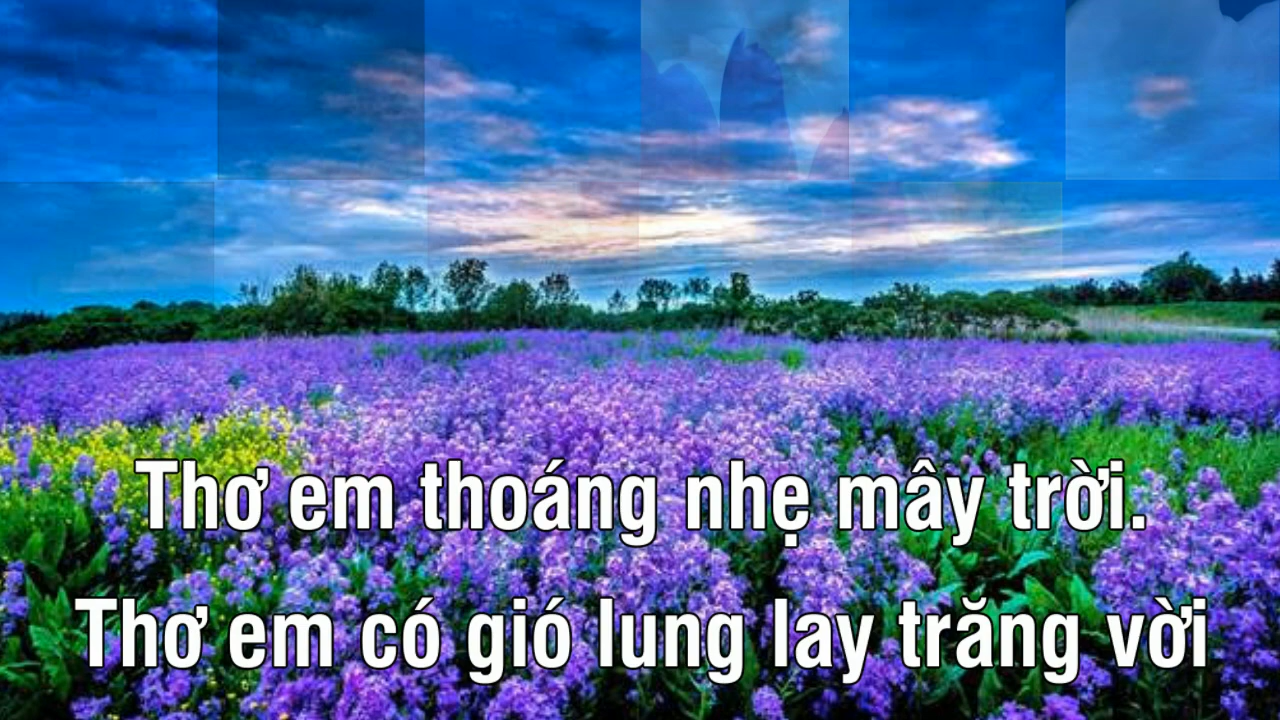 Thơ em thoáng nhẹ mây trời.
Thơ em có gió lung lay trăng vời